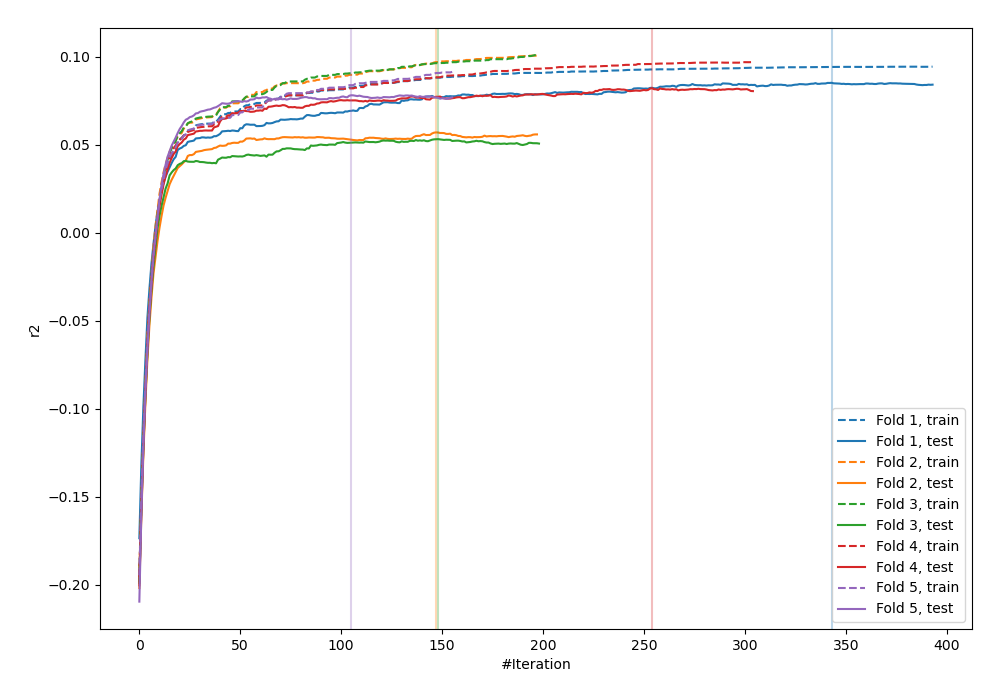 0.10
0.05
0.00
−0.05
−0.10
−0.15
−0.20
r2
0
50
100
150
200
250
300
350
400
#Iteration
Fold 1, train
Fold 1, test
Fold 2, train
Fold 2, test
Fold 3, train
Fold 3, test
Fold 4, train
Fold 4, test
Fold 5, train
Fold 5, test